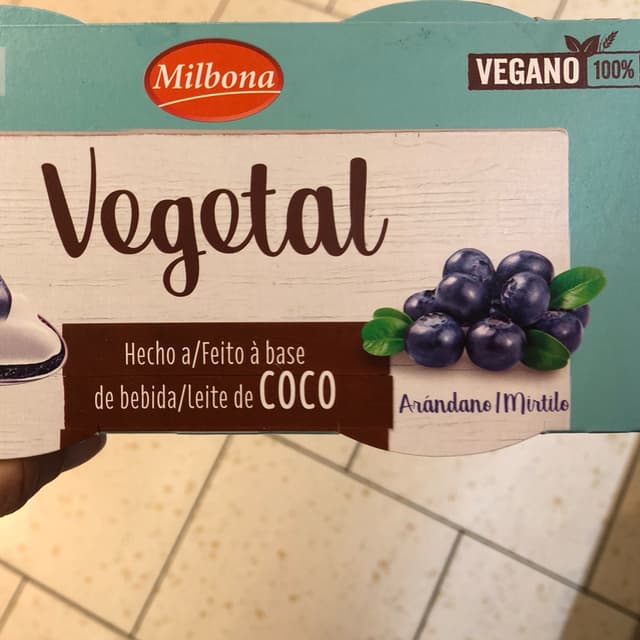 Milbona
VEGANO 100%
Vegetal
Hecho a/Feito à base
de bebida/leite de COCO
Arándano/Mirtilo